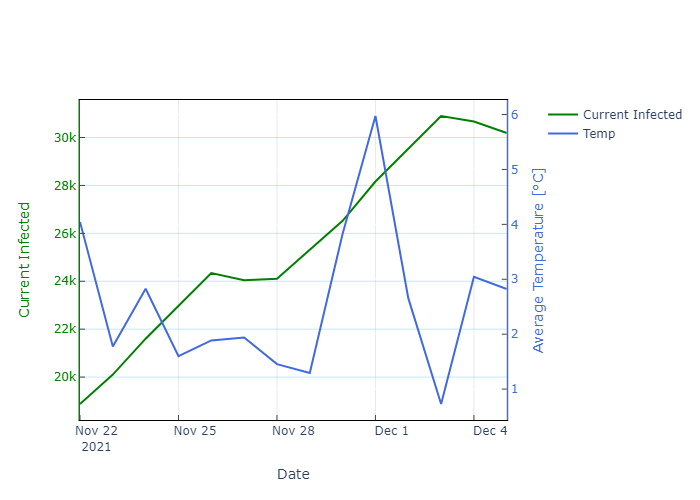 Current Infected
Temp
30k
28k
26k
24k
22k
20k
Current Infected
6
5
4
3
2
1
Average Temperature [°C]
Nov 22
2021
Nov 25
Nov 28
Dec 1
Dec 4
Date